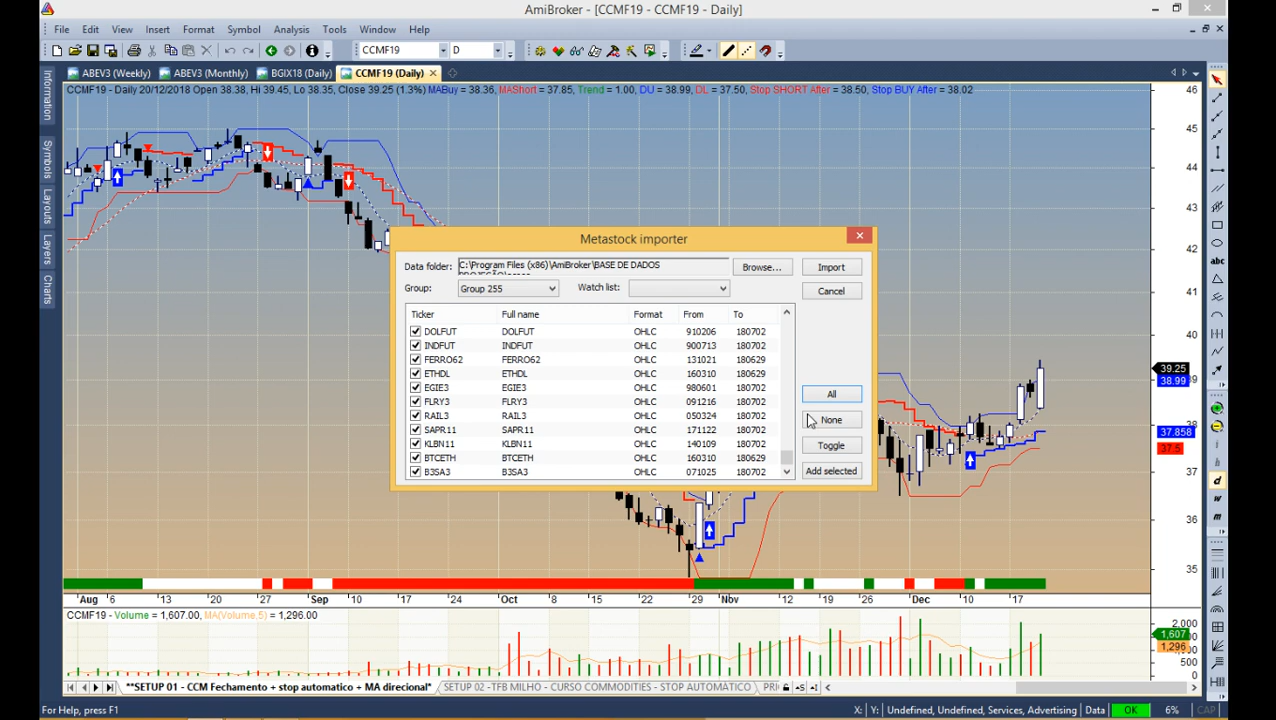 AmiBroker - [CCMF19 - CCMF19 - Daily]
File Edit View Insert Format Symbol Analysis Tools Window Help
CCMF19 D
ABEV3 (Weekly) ABEV3 (Monthly) BGIX18 (Daily) CCMF19 (Daily)
CCMF19 - Daily 20/12/2018 Open 38.38, Hi 39.45, Lo 38.35, Close 39.25 (1.3%) MABuy = 38.36, MAShort = 37.85, Trend = 1.00, DU = 38.99, DL = 37.50, Stop SHORT After = 38.50, Stop BUY After = 38.02
Information
Symbols
Layouts
Layers
Charts
46
45
44
43
42
41
40
39.25
39
38.99
38
37.858
37.5
37
36
35
Metastock importer
Data folder: C:\Program Files (x86)\AmiBroker\BASE DE DADOS
Browse... Import
Group: Group 255 Watch list: Cancel
Ticker Full name Format From To
DOLFUT DOLFUT OHLC 910206 180702
INDFUT INDFUT OHLC 900713 180702
FERRO62 FERRO62 OHLC 131021 180629
ETHDL ETHDL OHLC 160310 180629
EGIE3 EGIE3 OHLC 980601 180702
FLRY3 FLRY3 OHLC 091216 180702
RAIL3 RAIL3 OHLC 050324 180702
SAPR11 SAPR11 OHLC 171122 180702
KLBN11 KLBN11 OHLC 140109 180702
BTCETH BTCETH OHLC 160310 180629
B3SA3 B3SA3 OHLC 071025 180702
All
None
Toggle
Add selected
abc
h
d
w
m
Aug 13 20 27 Sep 10 17 24 Oct 8 15 22 29 Nov 12 19 26 Dec 10 17
CCMF19 - Volume = 1,607.00, MA(Volume,5) = 1,296.00
2,000
1,607
1,296
500
0
**SETUP 01 - CCM Fechamento + stop automatico + MA direcional* SETUP 02 - TFB MILHO - CURSO COMMODITIES - STOP AUTOMÁTICO
For Help, press F1 X: Y: Undefined, Undefined, Services, Advertising Data OK 6% CAP